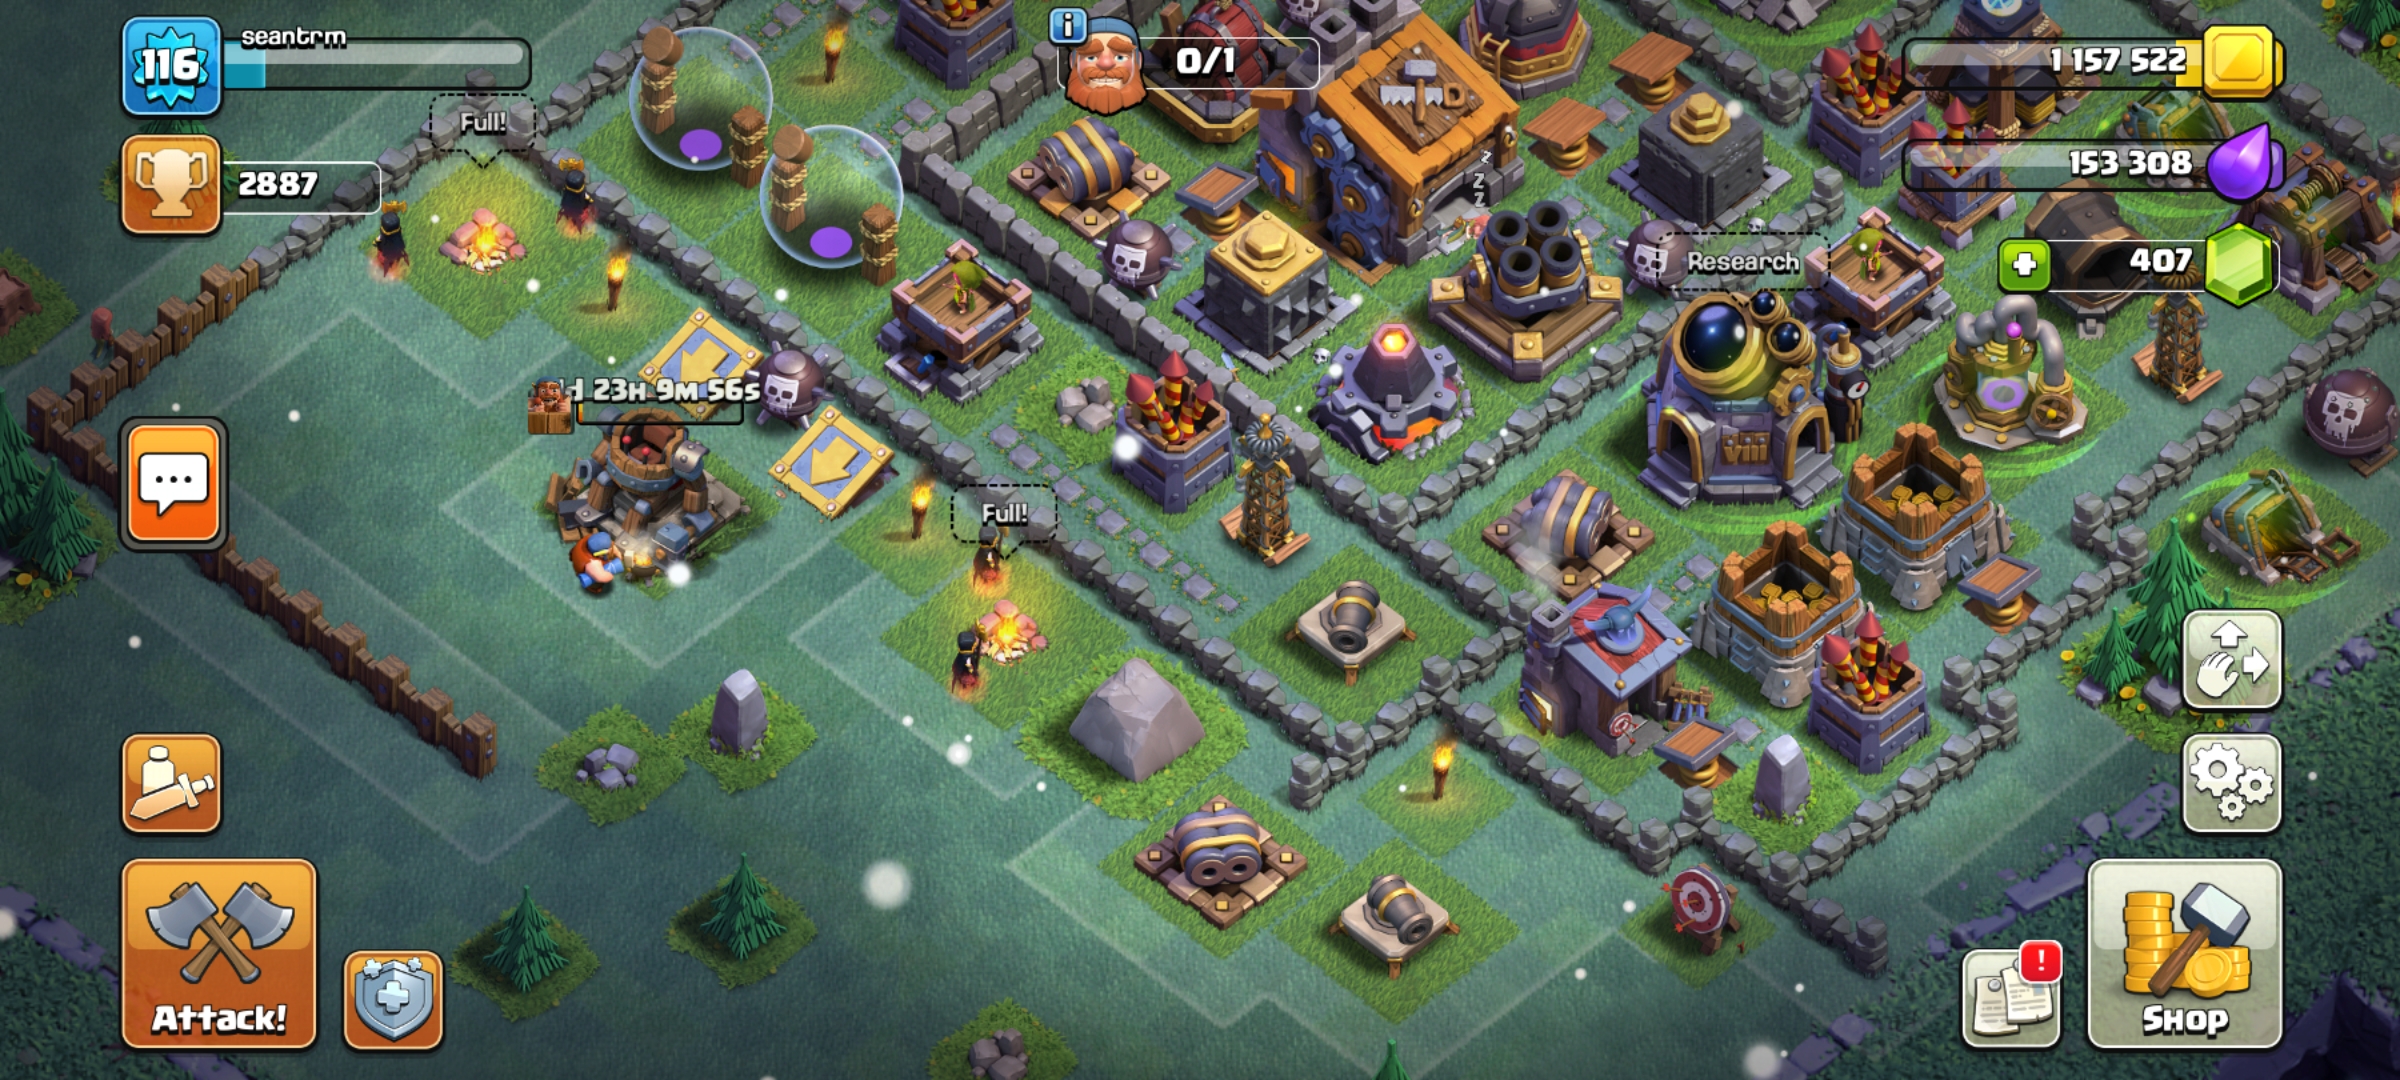 116
seantrm
i
0/1
1 157 522
Full!
2887
153 308
z
z
z
Research
407
d 23h 9m 56s
VIII
Full!
Attack!
!
Shop